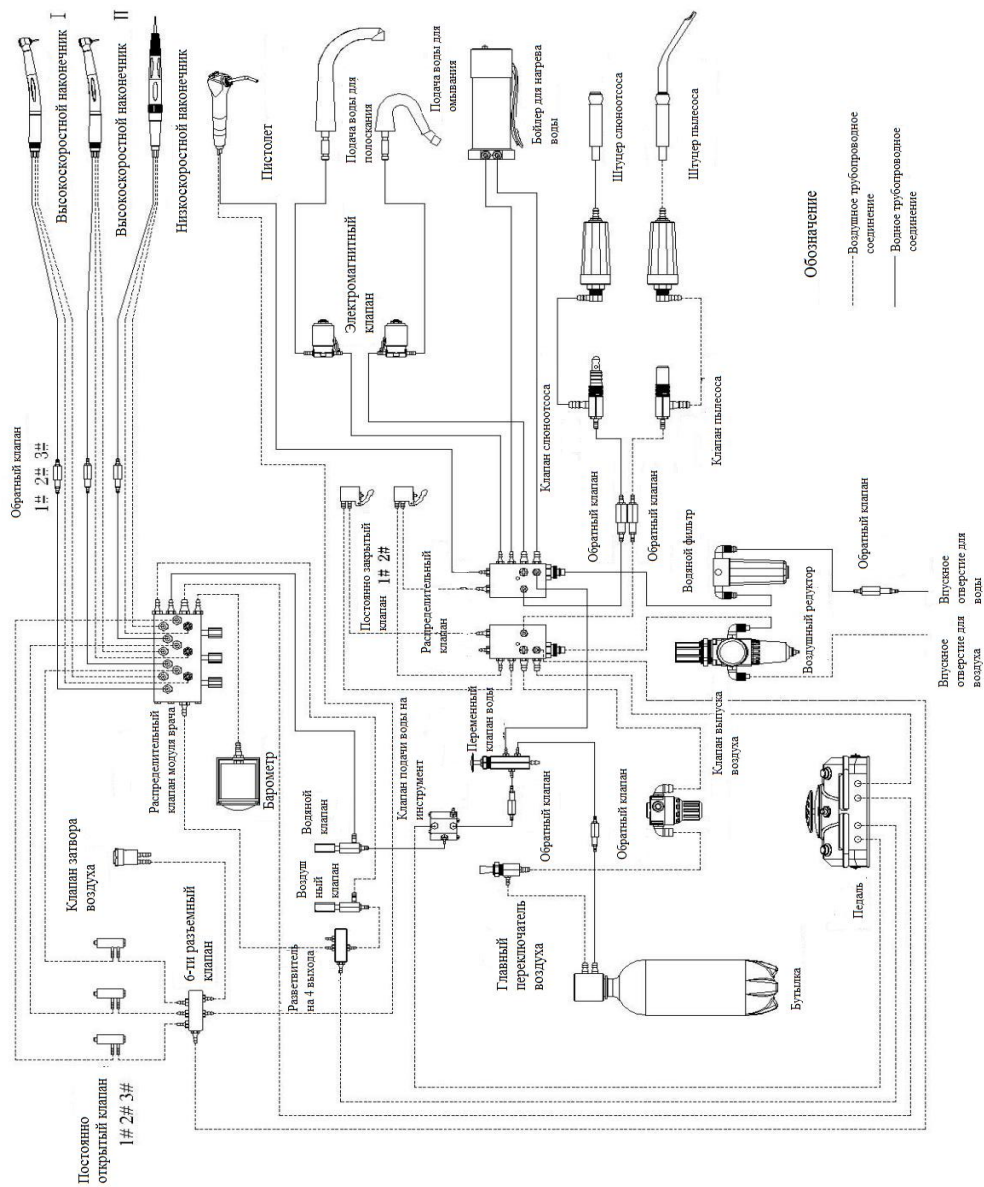 I
Высокоскоростной наконечник
II
Высокоскоростной наконечник
Низкоскоростной наконечник
Пистолет
Подача воды для
полоскания
Подача воды для
омывания
Бойлер для нагрева
воды
Штуцер слюноотсоса
Штуцер пылесоса
Обозначение
Воздушное трубопроводное
соединение
Водное трубопроводное
соединение
Электромагнитный
клапан
Обратный клапан
1# 2# 3#
Клапан слюноотсоса
Клапан пылесоса
Постоянно закрытый
клапан 1# 2#
Распределительный
клапан
Обратный клапан
Обратный клапан
Водяной фильтр
Обратный клапан
Воздушный редуктор
Впускное
отверстие для
воды
Впускное
отверстие для
воздуха
Распределительный
клапан модуля врача
Барометр
Клапан подачи воды на
инструмент
Переменный
клапан воды
Клапан выпуска
воздуха
Клапан затвора
воздуха
Водяной
клапан
Воздуш
ный
клапан
Обратный клапан
Обратный клапан
6-ти разъемный
клапан
Разветвитель
на 4 выхода
Главный
переключатель
воздуха
Педаль
Бутылка
Постоянно
открытый клапан
1# 2# 3#